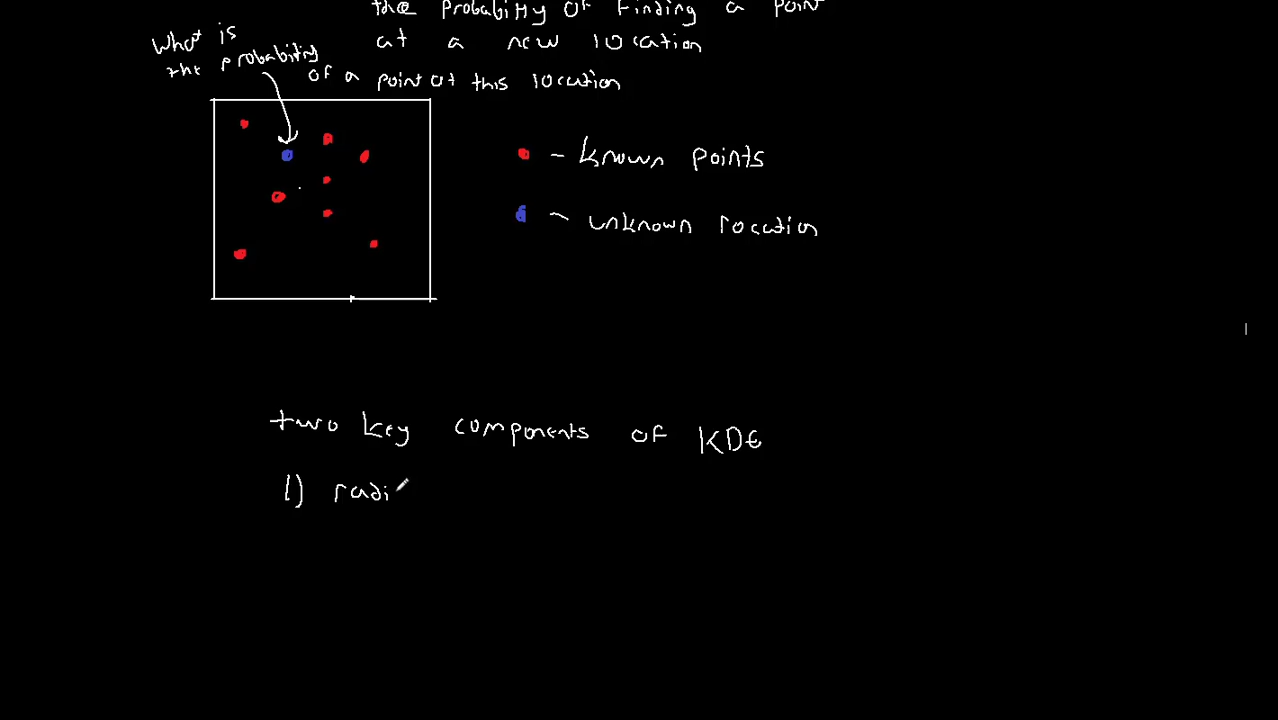 the probability of finding a point
at a new location
What is
the probability
of a point at this location
- known points
~ unknown location
two key components of KDE
1) radi